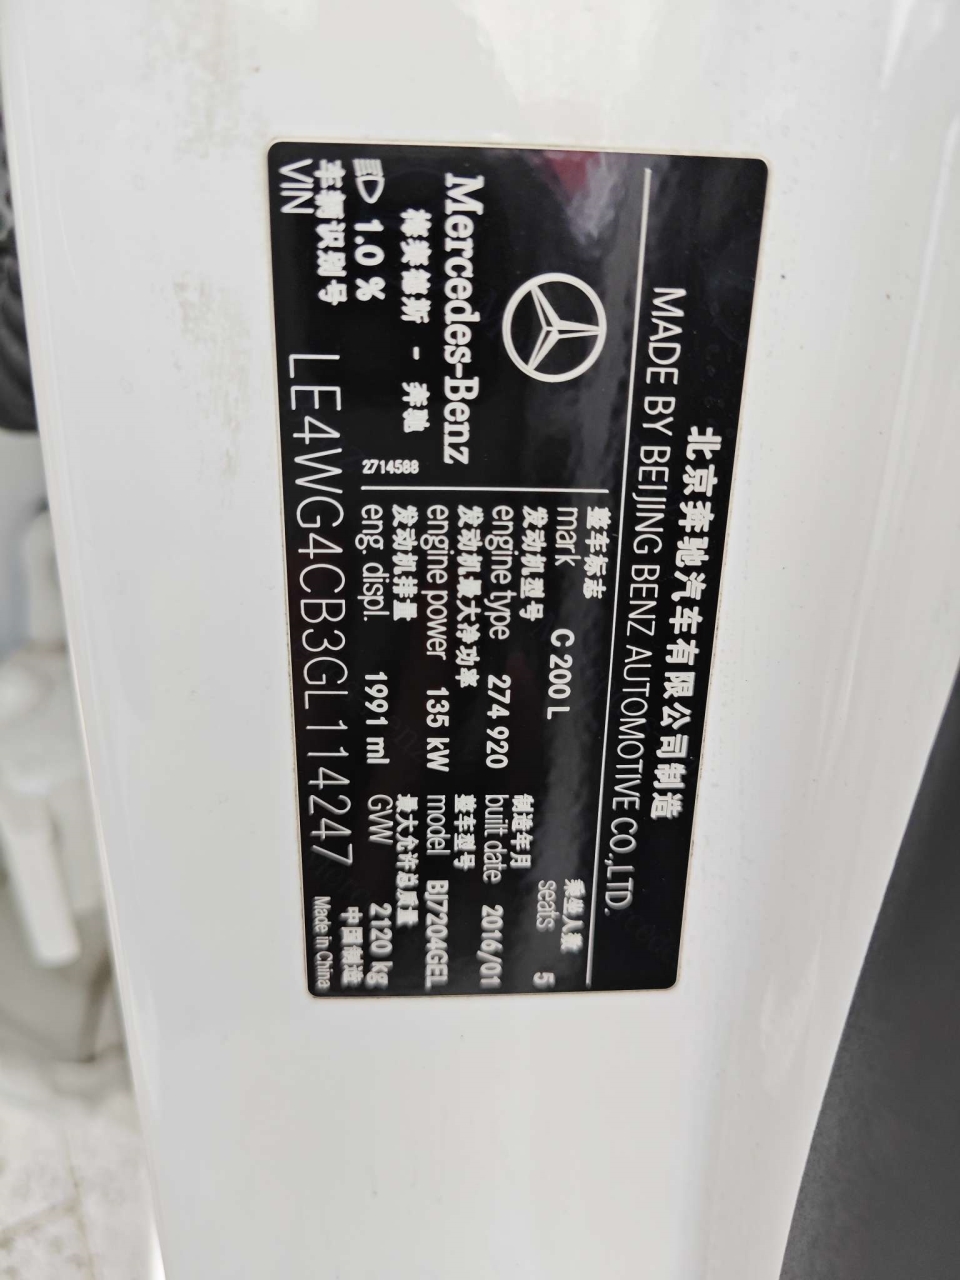 北京奔驰汽车有限公司制造
MADE BY BEIJING BENZ AUTOMOTIVE CO.,LTD.
Mercedes-Benz
梅赛德斯 - 奔驰
1.0 %
2714588
整车标志
mark C 200 L
乘坐人数
seats 5
发动机型号
engine type 274 920
制造年月
built date 2016/01
发动机最大净功率
engine power 135 kW
整车型号
model BJ7204GEL
发动机排量
eng. displ. 1991 ml
最大允许总质量
GVW 2120 kg
车辆识别号
VIN LE4WG4CB3GL114247
中国制造
Made in China